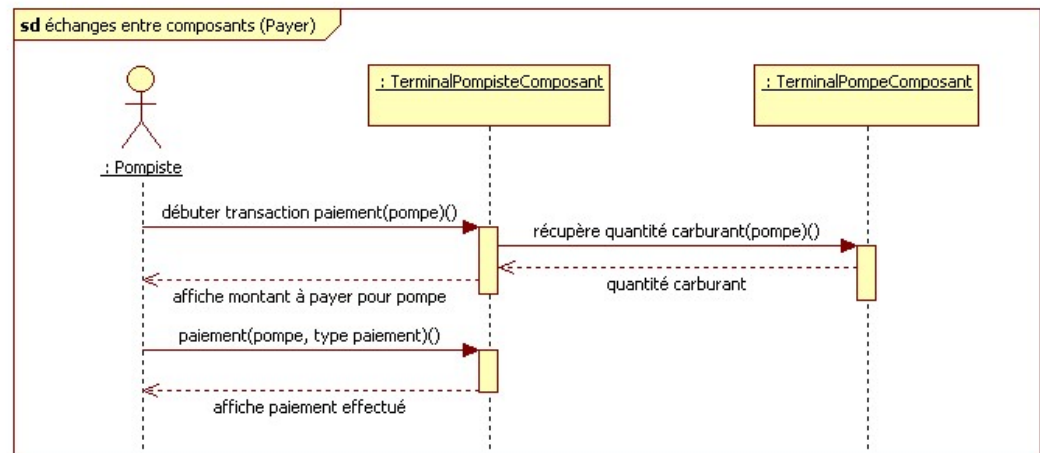 sd échanges entre composants (Payer)
: TerminalPompisteComposant
: TerminalPompeComposant
: Pompiste
débuter transaction paiement(pompe)()
récupère quantité carburant(pompe)()
quantité carburant
affiche montant à payer pour pompe
paiement(pompe, type paiement)()
affiche paiement effectué